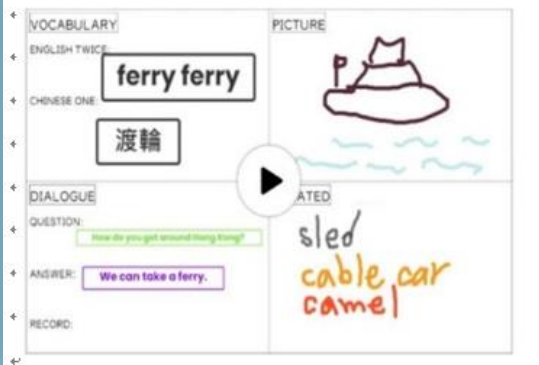 VOCABULARY
ENGLISH TWICE:
ferry ferry
CHINESE ONE:
渡輪
PICTURE
DIALOGUE
QUESTION:
How do you get around Hong Kong?
ANSWER:
We can take a ferry.
RECORD:
ATED
sled
cable car
camel